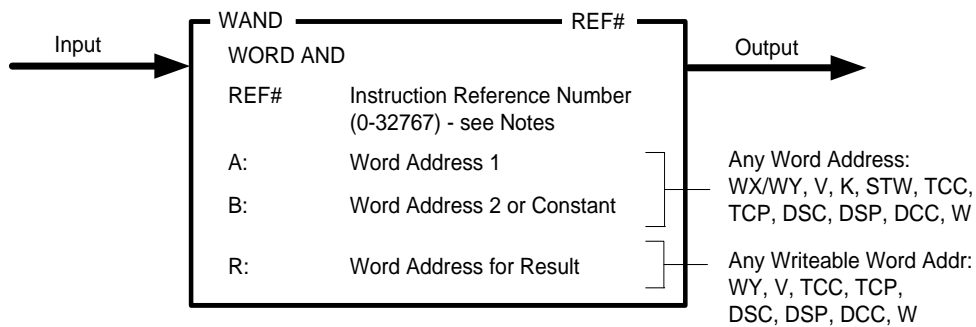 WAND REF#
Input
WORD AND
Output
REF# Instruction Reference Number
(0-32767) - see Notes
A: Word Address 1
B: Word Address 2 or Constant
Any Word Address:
WX/WY, V, K, STW, TCC,
TCP, DSC, DSP, DCC, W
R: Word Address for Result
Any Writeable Word Addr:
WY, V, TCC, TCP,
DSC, DSP, DCC, W